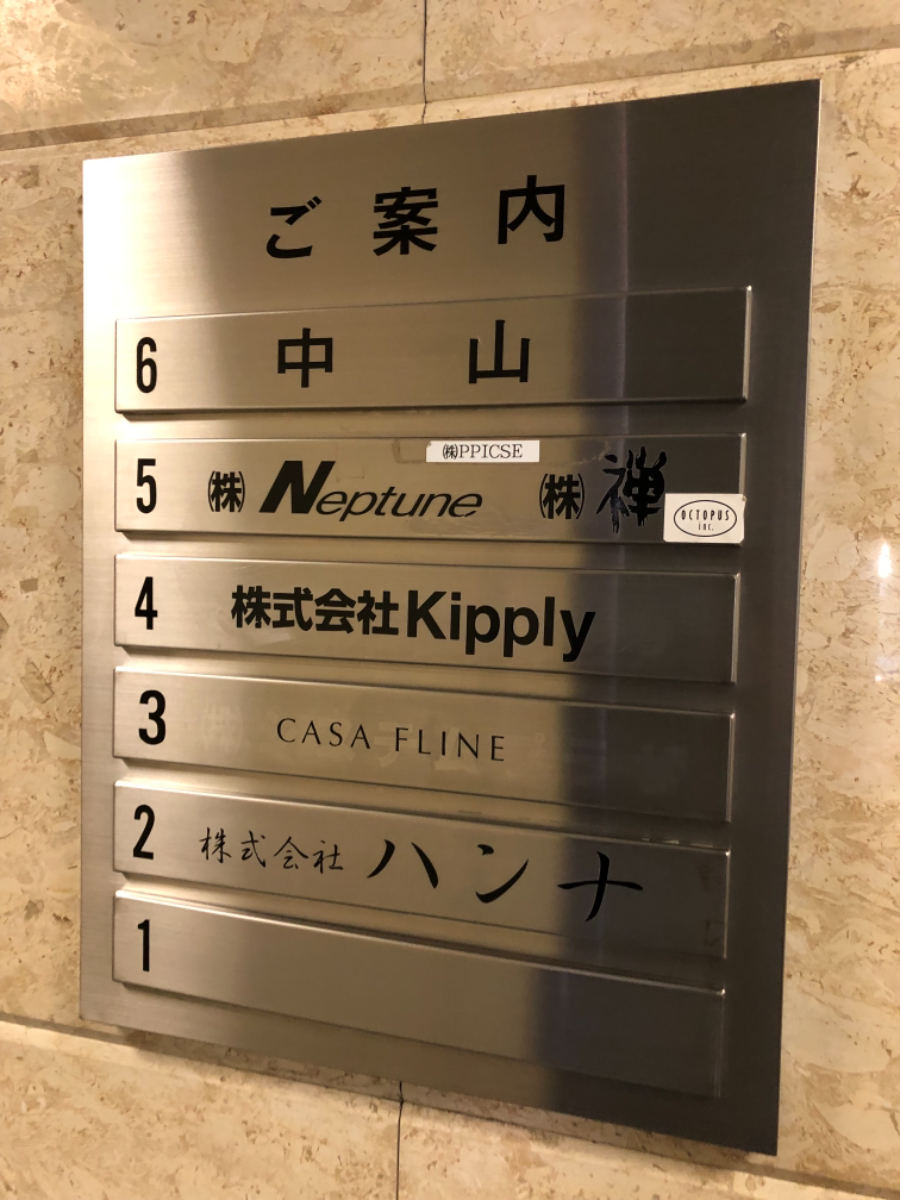 ご案内
6 中山
㈱PPICSE
5 ㈱Neptune ㈱禅
OCTOPUS
INC.
4 株式会社Kipply
3 CASA FLINE
2 株式会社ハンナ
1